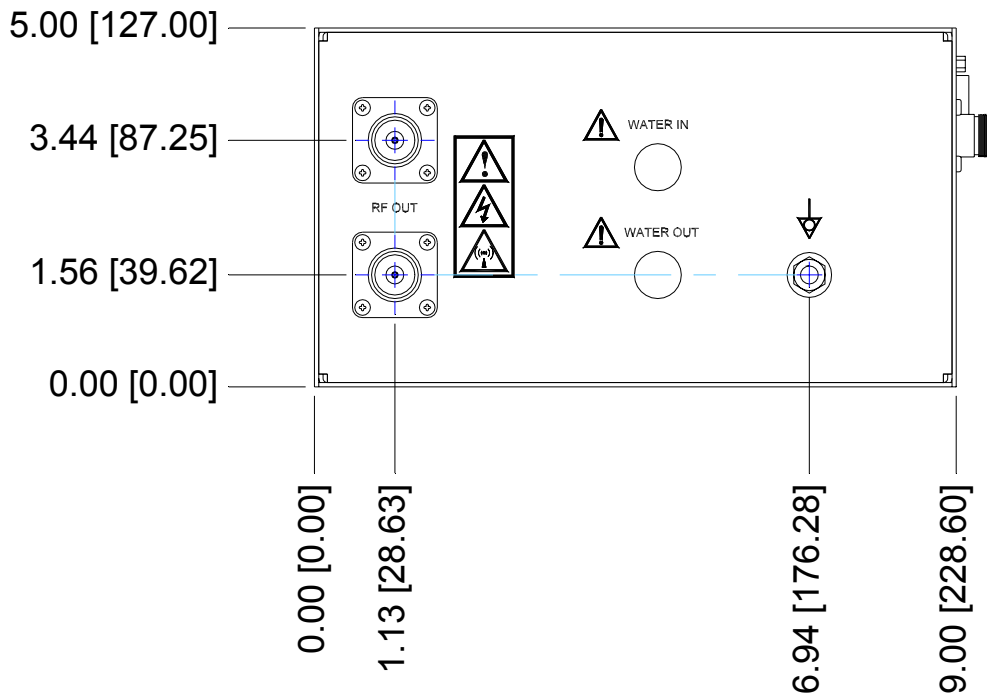 5.00 [127.00]
3.44 [87.25]
1.56 [39.62]
0.00 [0.00]
WATER IN
RF OUT
WATER OUT
0.00 [0.00]
1.13 [28.63]
6.94 [176.28]
9.00 [228.60]